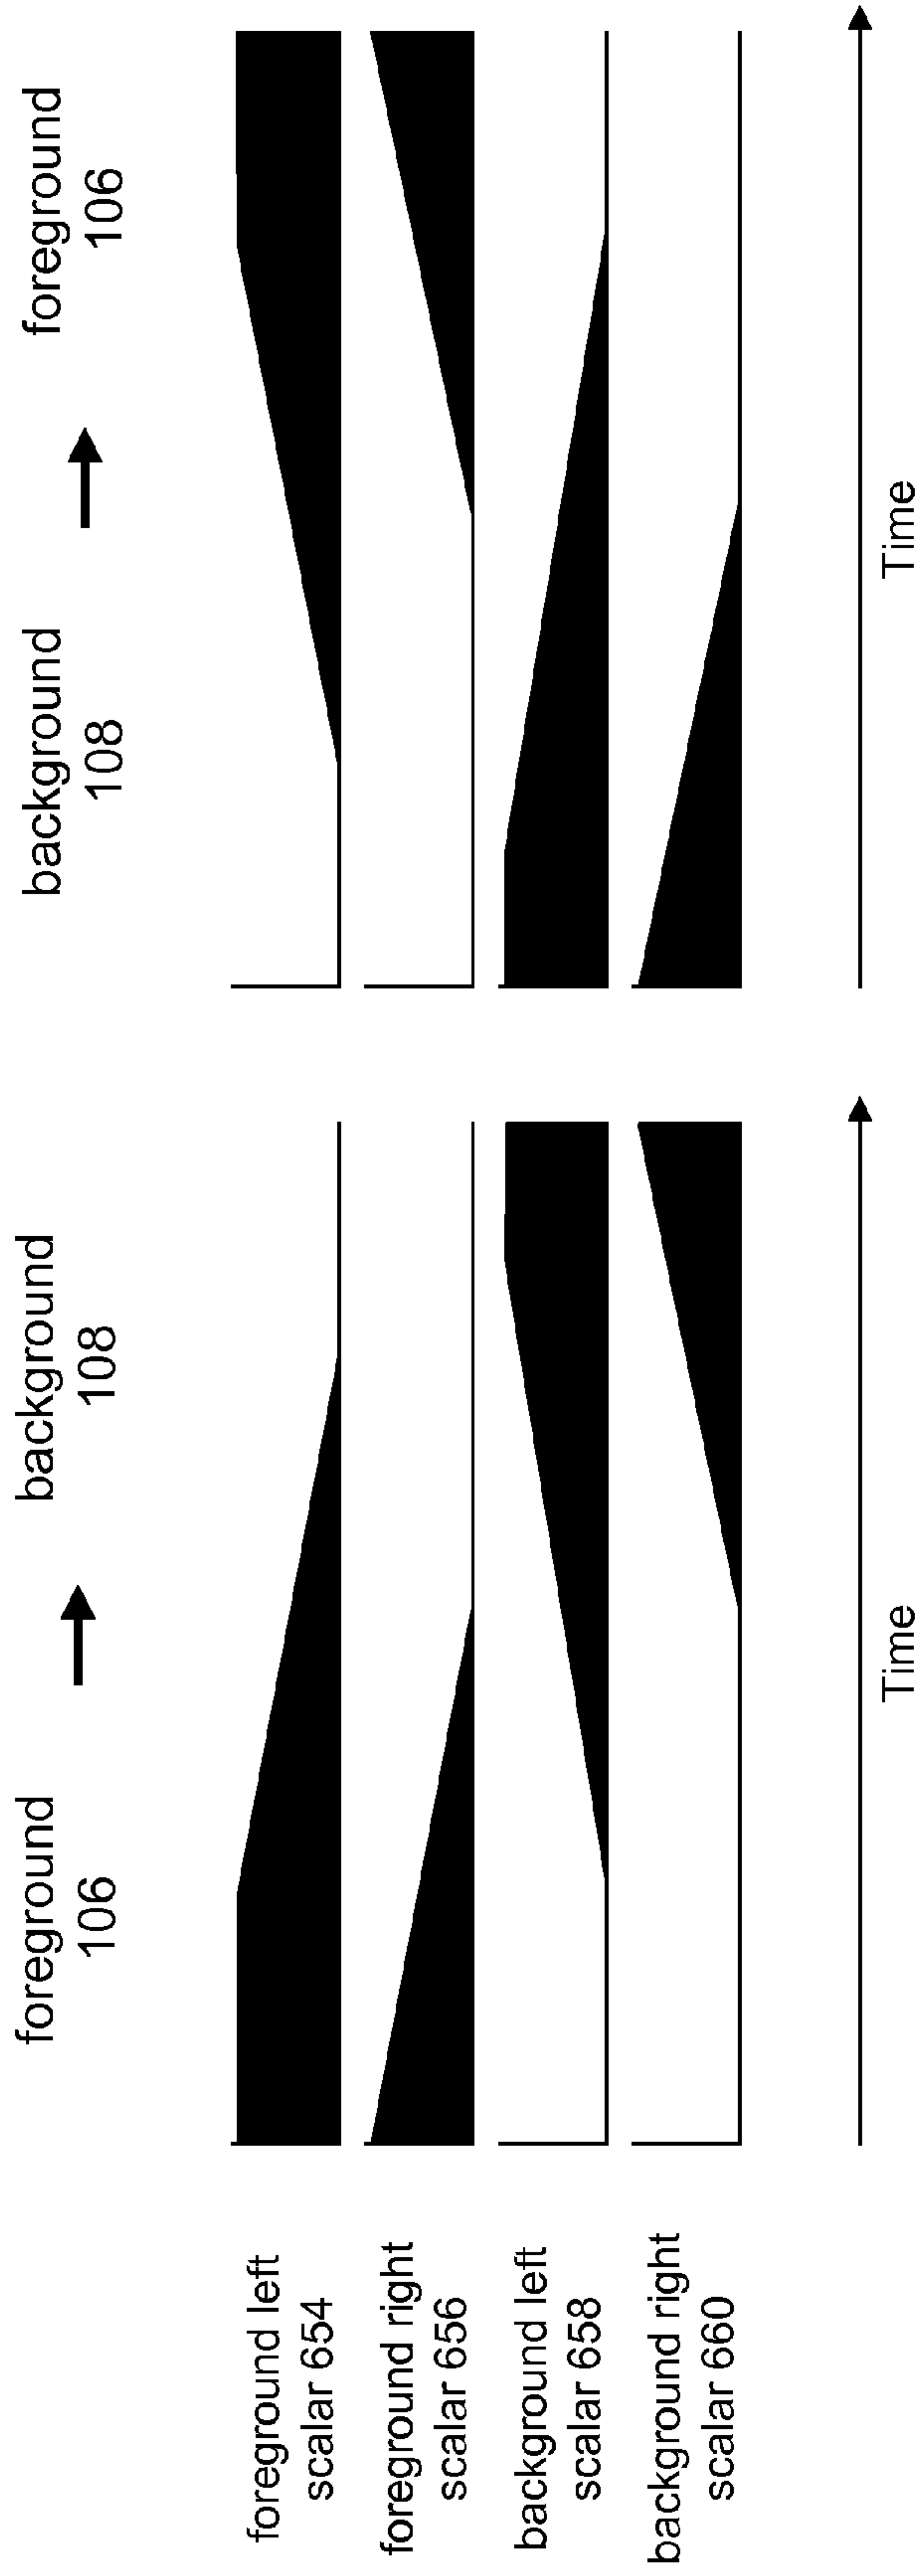 foreground
106
background
108
background
108
foreground
106
foreground left
scalar 654
foreground right
scalar 656
background left
scalar 658
background right
scalar 660
Time
Time